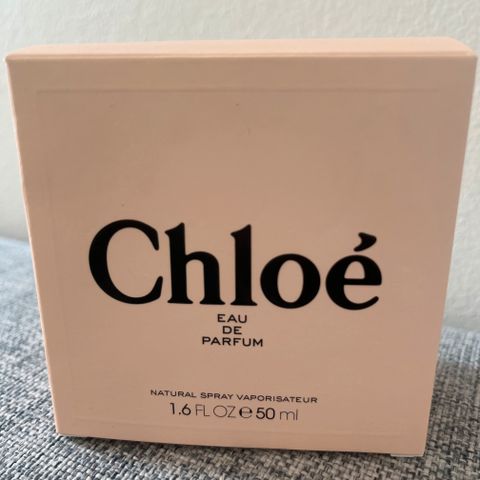 Chloé
EAU
DE
PARFUM
NATURAL SPRAY VAPORISATEUR
1.6 FL OZ ℮ 50 ml